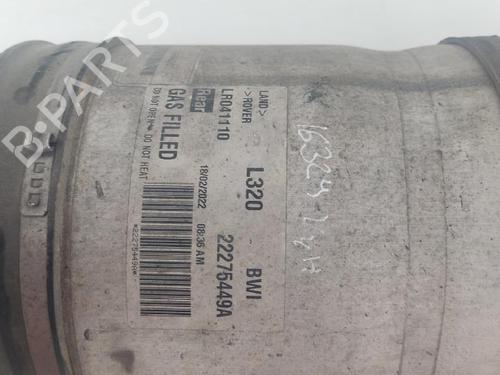 B-PARTS
LAND>
>ROVER
LR041110
Rear
GAS FILLED
DO NOT OPEN DO NOT HEAT
L320
18/02/2022
08:36 AM
BWI
22275449A
*22275449A*